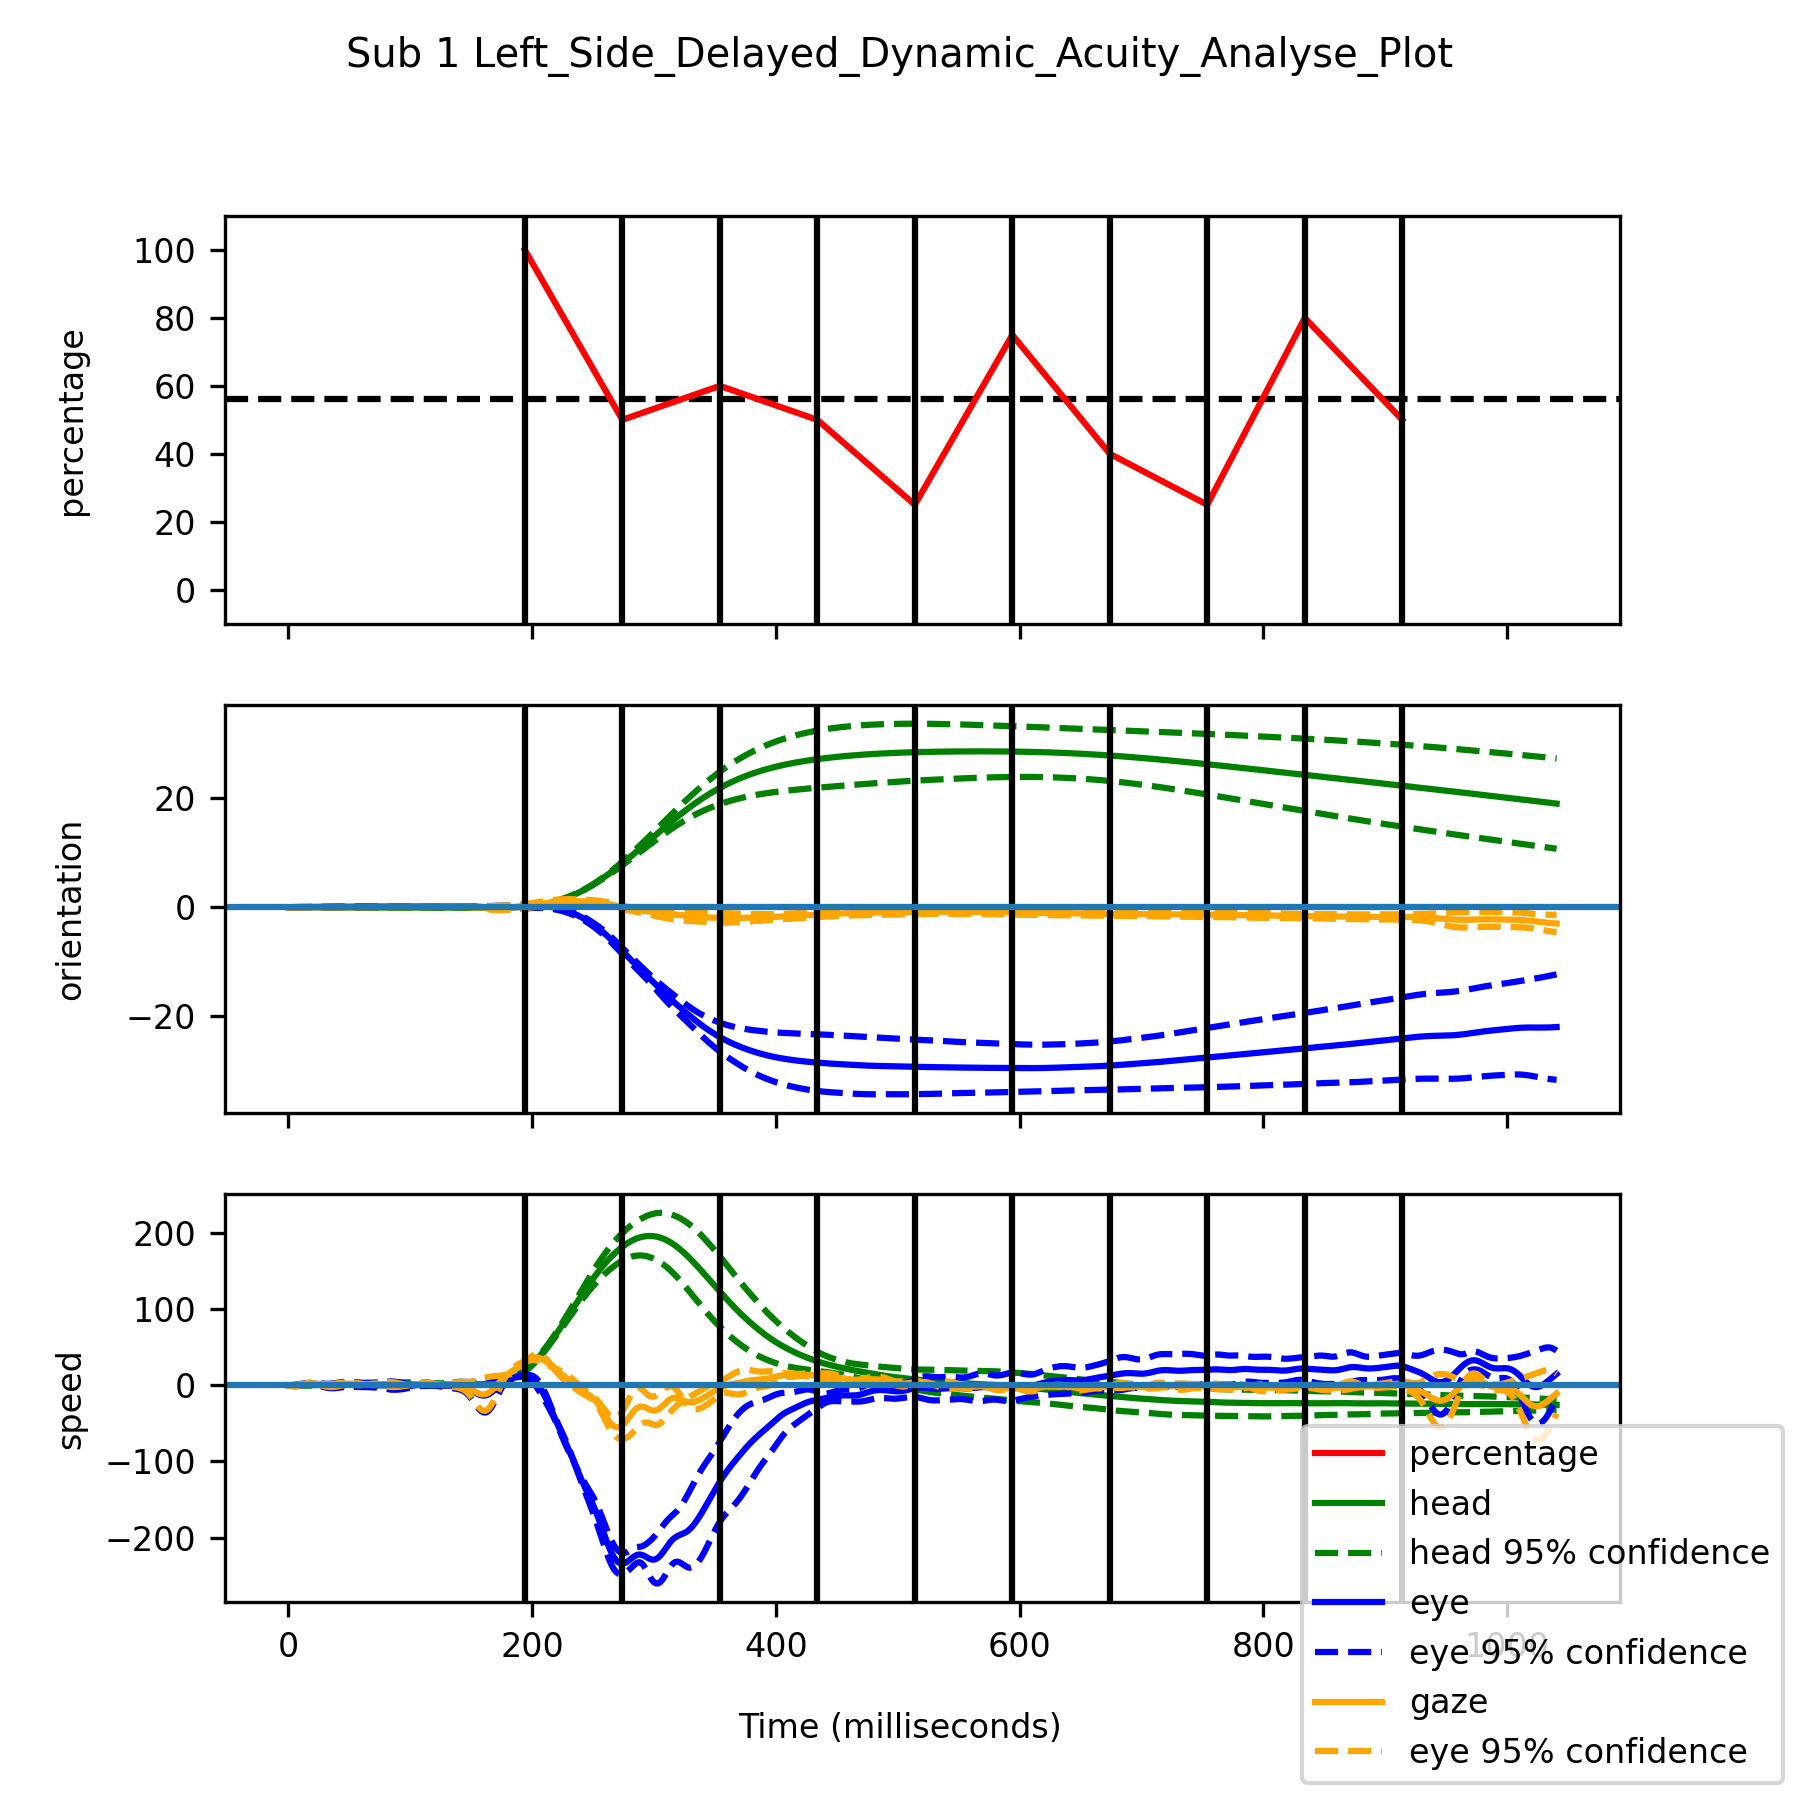 Sub 1 Left_Side_Delayed_Dynamic_Acuity_Analyse_Plot
percentage
100
80
60
40
20
0
orientation
20
0
−20
speed
200
100
0
−100
−200
0 200 400 600 800 1000
Time (milliseconds)
percentage
head
head 95% confidence
eye
eye 95% confidence
gaze
eye 95% confidence